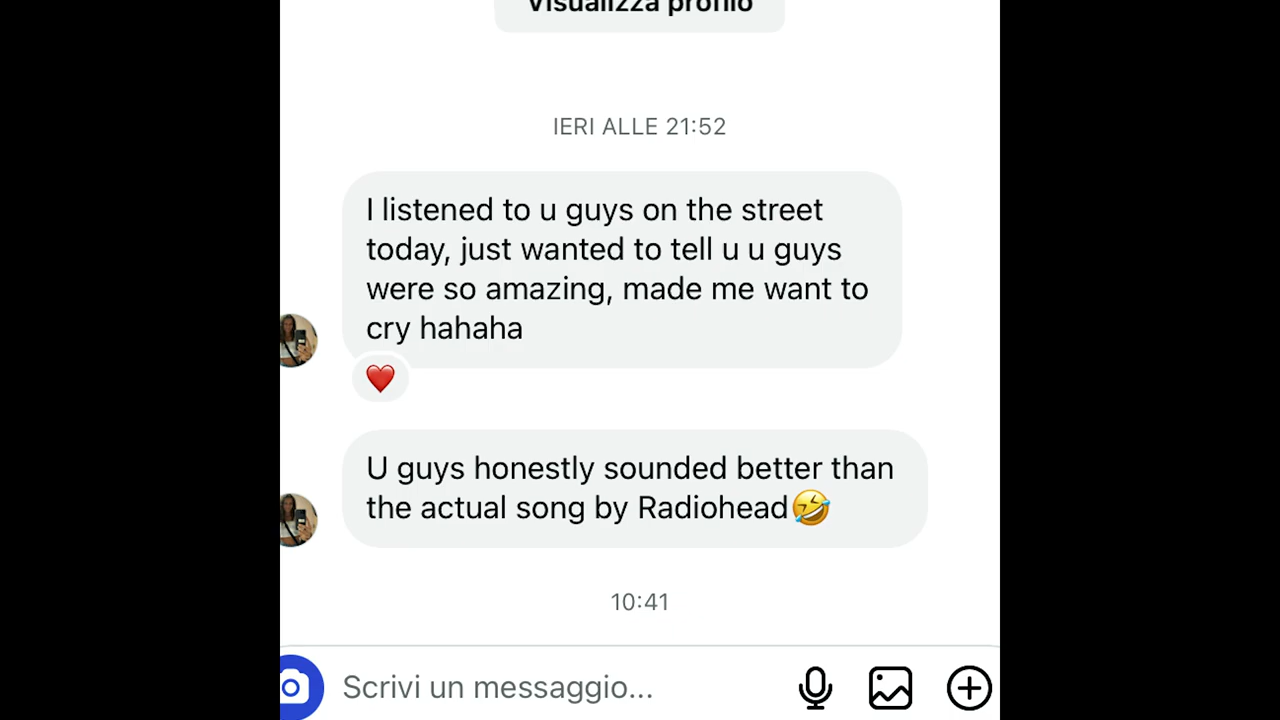 Visualizza profilo
IERI ALLE 21:52
I listened to u guys on the street
today, just wanted to tell u u guys
were so amazing, made me want to
cry hahaha
❤️
U guys honestly sounded better than
the actual song by Radiohead🤣
10:41
Scrivi un messaggio...